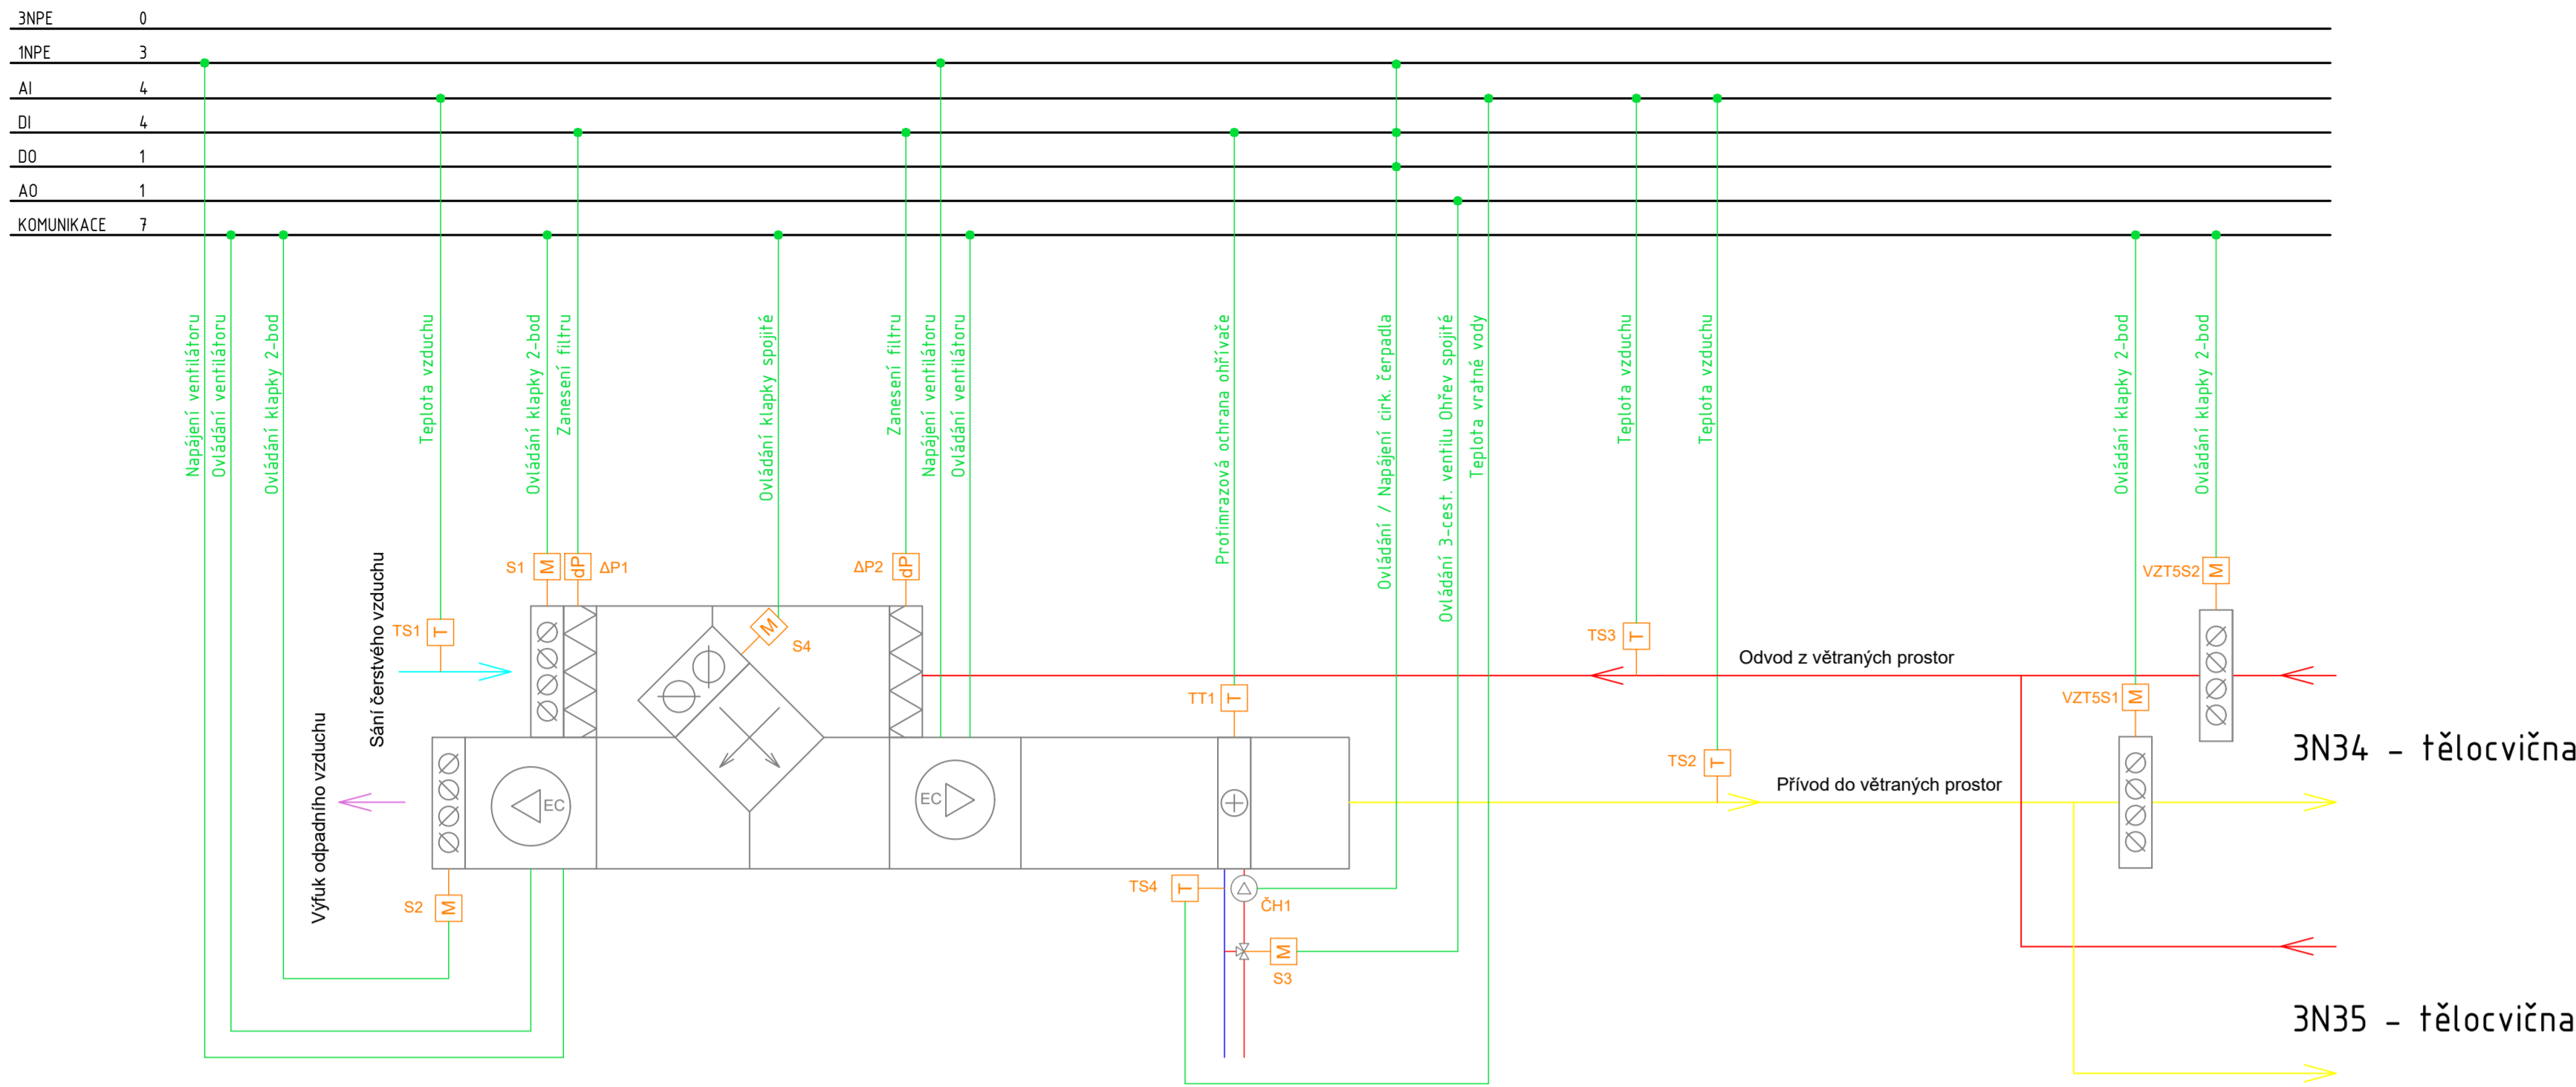 3NPE 0
1NPE 3
AI 4
DI 4
DO 1
AO 1
KOMUNIKACE 7
Napájení ventilátoru
Ovládání ventilátoru
Ovládání klapky 2-bod
Teplota vzduchu
Ovládání klapky 2-bod
Zanesení filtru
Ovládání klapky spojité
Zanesení filtru
Napájení ventilátoru
Ovládání ventilátoru
Protimrazová ochrana ohřívače
Ovládání / Napájení cirk. čerpadla
Ovládání 3-cest. ventilu Ohřev spojité
Teplota vratné vody
Teplota vzduchu
Teplota vzduchu
Ovládání klapky 2-bod
Ovládání klapky 2-bod
Sání čerstvého vzduchu
Výfuk odpadního vzduchu
TS1 T
S1 M
dP ΔP1
M S4
ΔP2 dP
TT1 T
TS3 T
Odvod z větraných prostor
VZT5S2 M
VZT5S1 M
TS2 T
Přívod do větraných prostor
3N34 - tělocvična
EC
EC
S2 M
TS4 T
ČH1
M
S3
3N35 - tělocvična